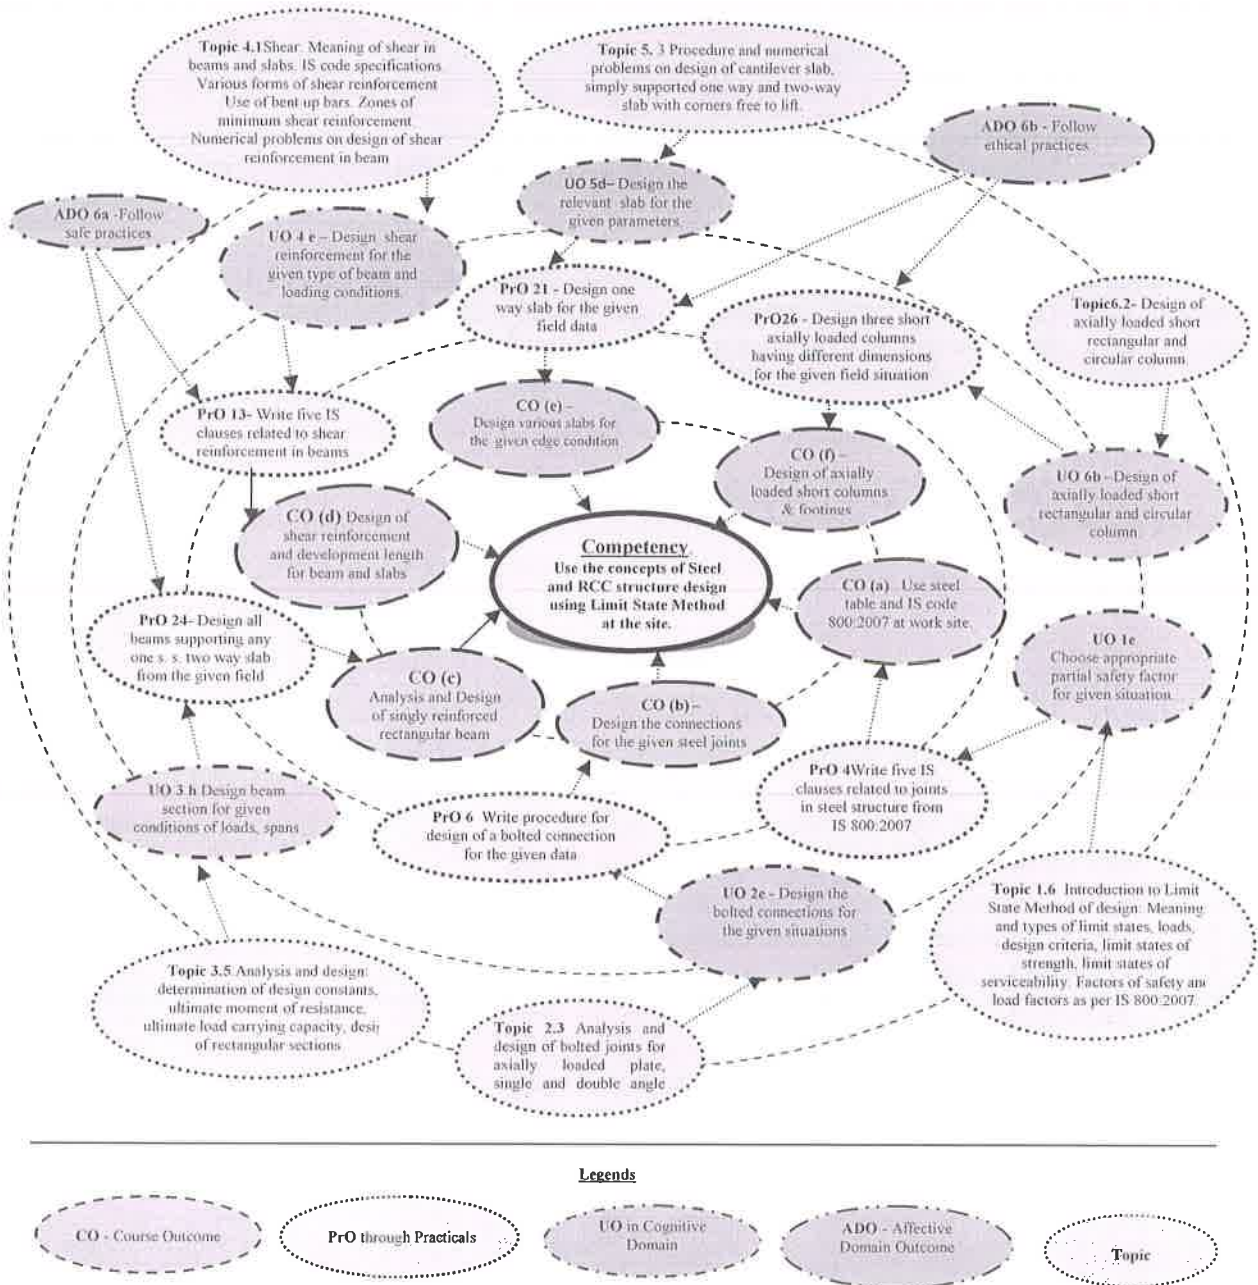 Topic 4.1Shear. Meaning of shear in
beams and slabs. IS code specifications
Various forms of shear reinforcement
Use of bent up bars. Zones of
minimum shear reinforcement
Numerical problems on design of shear
reinforcement in beam
Topic 5. 3 Procedure and numerical
problems on design of cantilever slab,
simply supported one way and two-way
slab with corners free to lift.
ADO 6b - Follow
ethical practices
ADO 6a -Follow
safe practices
UO 4 e – Design shear
reinforcement for the
given type of beam and
loading conditions.
UO 5d– Design the
relevant slab for the
given parameters.
PrO 21 - Design one
way slab for the given
field data
PrO26 - Design three short
axially loaded columns
having different dimensions
for the given field situation
Topic6.2- Design of
axially loaded short
rectangular and
circular column
PrO 13- Write five IS
clauses related to shear
reinforcement in beams
CO (e) –
Design various slabs for
the given edge condition
CO (f) –
Design of axially
loaded short columns
& footings
UO 6b – Design of
axially loaded short
rectangular and circular
column
CO (d) Design of
shear reinforcement
and development length
for beam and slabs
Competency
Use the concepts of Steel
and RCC structure design
using Limit State Method
at the site.
CO (a) Use steel
table and IS code
800:2007 at work site.
PrO 24- Design all
beams supporting any
one s. s. two way slab
from the given field
UO 1e
Choose appropriate
partial safety factor
for given situation
CO (c)
Analysis and Design
of singly reinforced
rectangular beam
CO (b) –
Design the connections
for the given steel joints
PrO 4Write five IS
clauses related to joints
in steel structure from
IS 800:2007
UO 3 h Design beam
section for given
conditions of loads, spans
PrO 6 Write procedure for
design of a bolted connection
for the given data
UO 2e - Design the
bolted connections for
the given situations
Topic 1.6 Introduction to Limit
State Method of design: Meaning
and types of limit states, loads,
design criteria, limit states of
strength, limit states of
serviceability. Factors of safety an
load factors as per IS 800:2007
Topic 3.5 Analysis and design:
determination of design constants,
ultimate moment of resistance,
ultimate load carrying capacity, desi
of rectangular sections
Topic 2.3 Analysis and
design of bolted joints for
axially loaded plate,
single and double angle
Legends
CO - Course Outcome
PrO through Practicals
UO in Cognitive
Domain
ADO - Affective
Domain Outcome
Topic